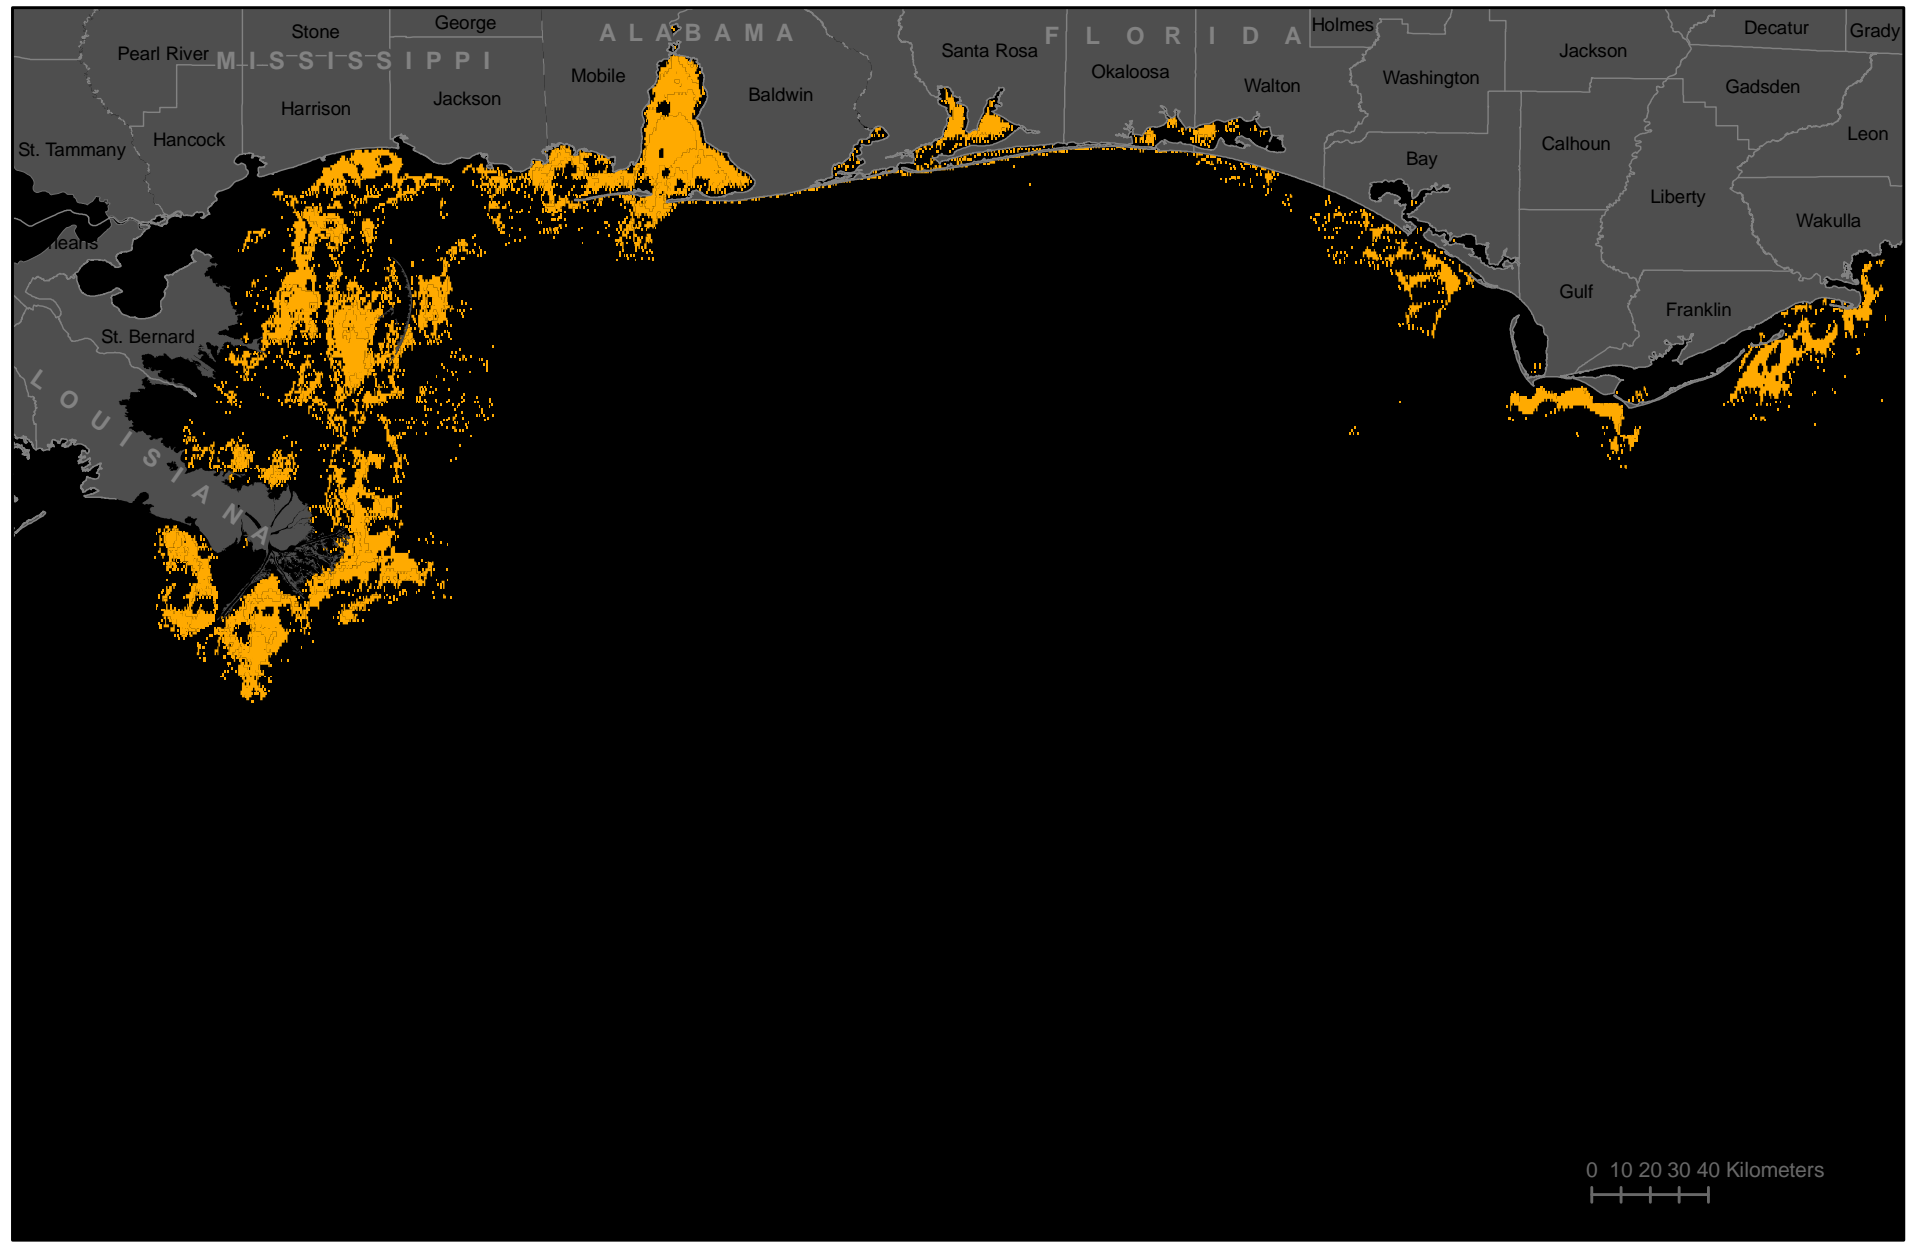 George
Stone
ALABAMA
FLORIDA
Holmes
Decatur
Grady
Pearl River
MISSISSIPPI
Santa Rosa
Jackson
Mobile
Okaloosa
Washington
Walton
Gadsden
Harrison
Jackson
Baldwin
Hancock
Leon
St. Tammany
Calhoun
Bay
Liberty
Wakulla
leans
Gulf
Franklin
St. Bernard
LOUISIANA
0 10 20 30 40 Kilometers